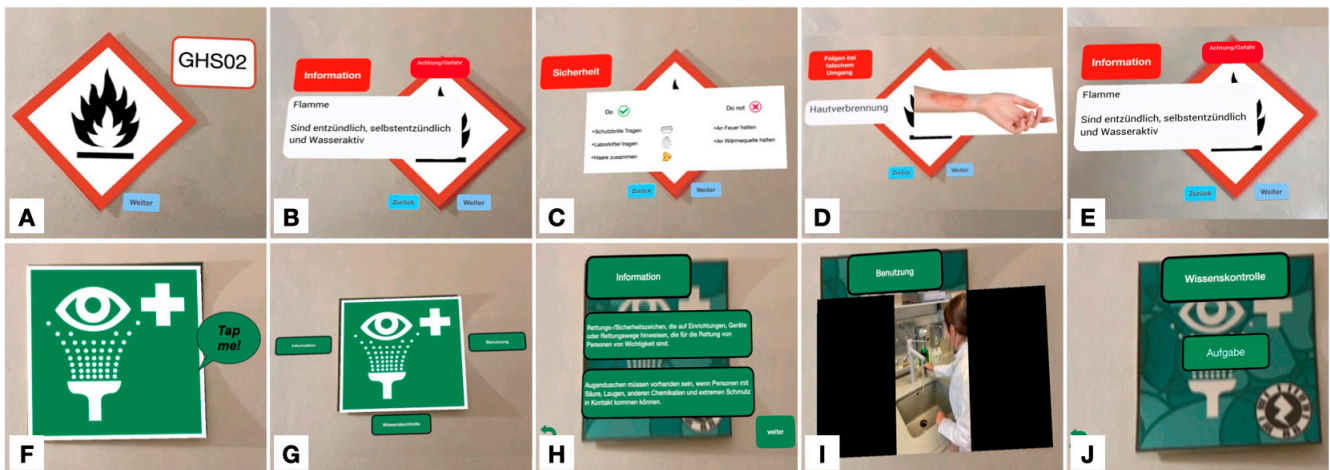 GHS02
Weiter
A
Information
Achtung/Gefahr
Flamme
Sind entzündlich, selbstentzündlich
und Wasseraktiv
Zurück
Weiter
B
Sicherheit
Do
Do not
•Schutzbrille Tragen
•Laborkittel tragen
•Haare zusammen
•An Feuer halten
•An Wärmequelle halten
Zurück
Weiter
C
Folgen bei
falschem
Umgang
Hautverbrennung
Zurück
Weiter
D
Information
Achtung/Gefahr
Flamme
Sind entzündlich, selbstentzündlich
und Wasseraktiv
Zurück
Weiter
E
Tap
me!
F
Information
Benutzung
Wissenskontrolle
G
Information
Rettungs-/Sicherheitszeichen, die auf Einrichtungen, Geräte
oder Rettungswege hinweisen, die für die Rettung von
Personen von Wichtigkeit sind.
Augenduschen müssen vorhanden sein, wenn Personen mit
Säure, Laugen, anderen Chemikalien und extremen Schmutz
in Kontakt kommen können.
weiter
H
Benutzung
I
Wissenskontrolle
Aufgabe
J